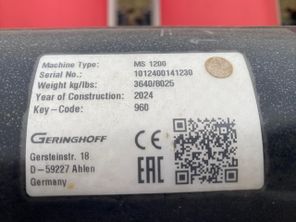 Machine Type: MS 1200
Serial No.: 1012400141230
Weight kg/lbs: 3640/8025
Year of Construction: 2024
Key-Code: 960
GERINGHOFF
Gersteinstr. 18
D-59227 Ahlen
Germany
CE
EAC